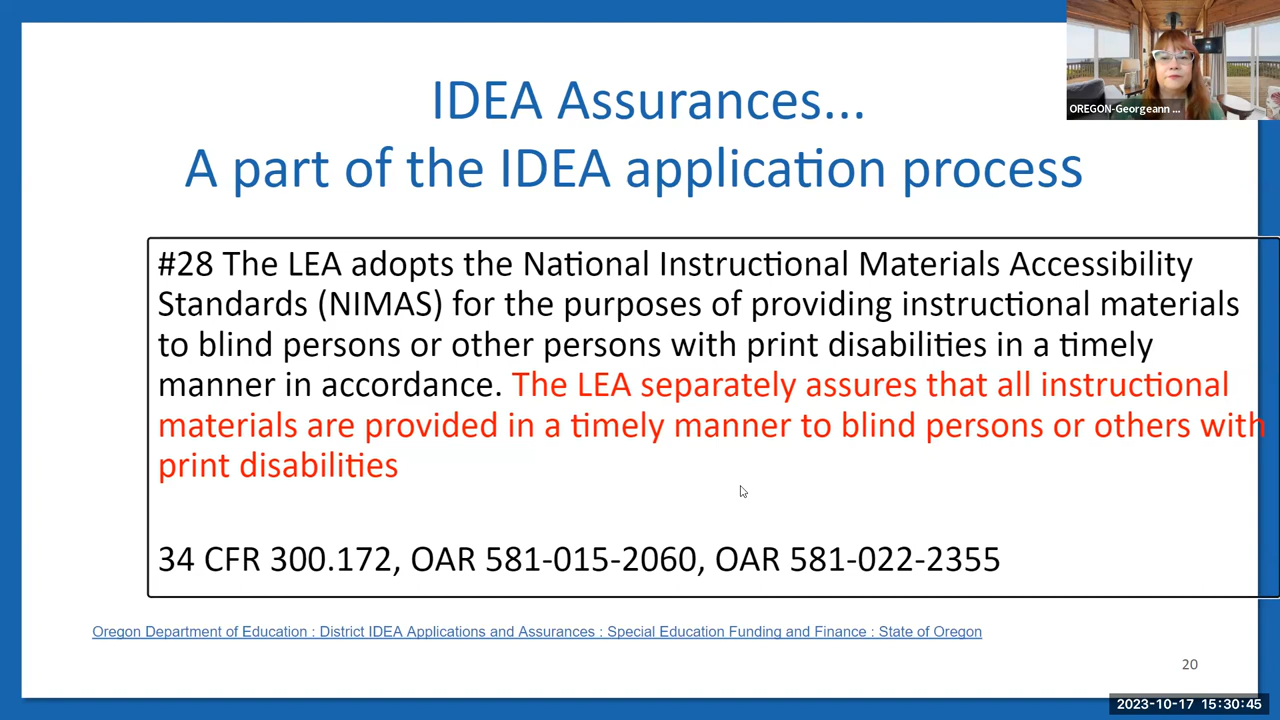 IDEA Assurances...
A part of the IDEA application process
OREGON-Georgeann ...
#28 The LEA adopts the National Instructional Materials Accessibility
Standards (NIMAS) for the purposes of providing instructional materials
to blind persons or other persons with print disabilities in a timely
manner in accordance. The LEA separately assures that all instructional
materials are provided in a timely manner to blind persons or others with
print disabilities
34 CFR 300.172, OAR 581-015-2060, OAR 581-022-2355
Oregon Department of Education : District IDEA Applications and Assurances : Special Education Funding and Finance : State of Oregon
20
2023-10-17 15:30:45